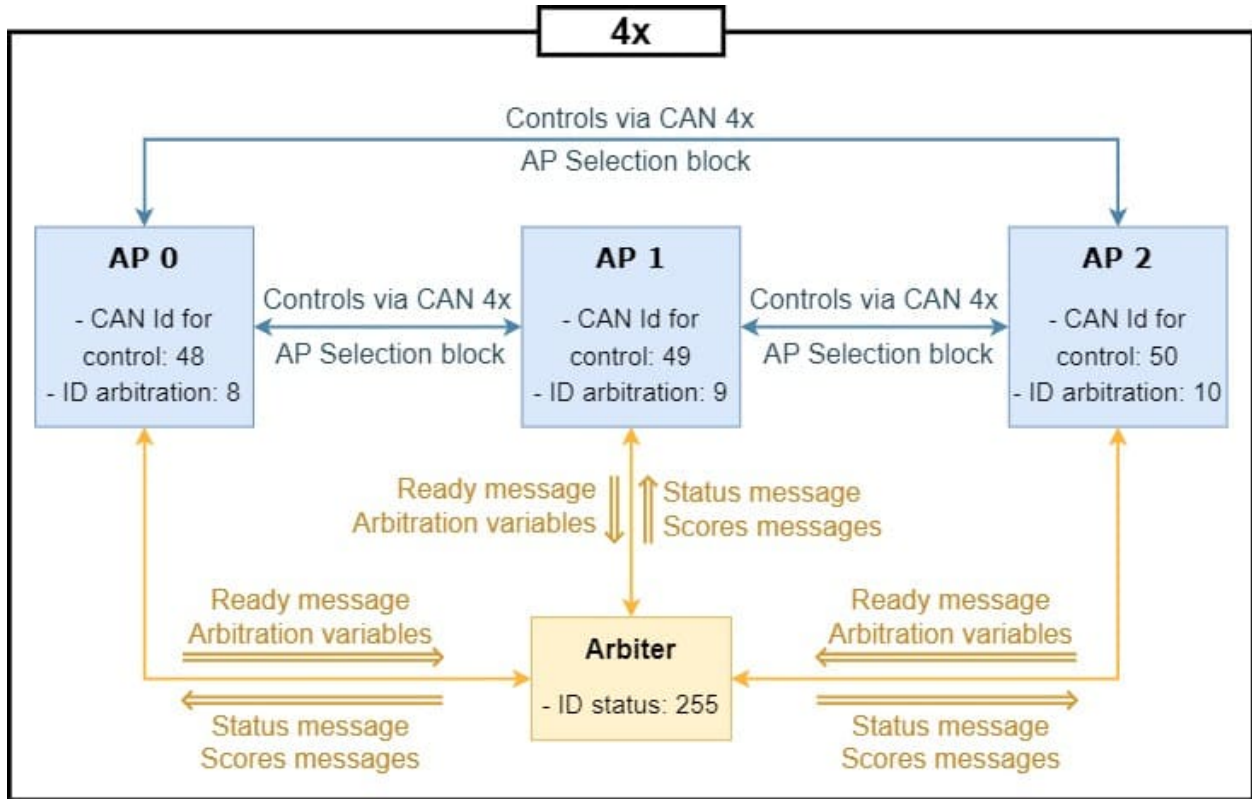 4x
Controls via CAN 4x
AP Selection block
AP 0
- CAN Id for
control: 48
- ID arbitration: 8
Controls via CAN 4x
AP Selection block
AP 1
- CAN Id for
control: 49
- ID arbitration: 9
Controls via CAN 4x
AP Selection block
AP 2
- CAN Id for
control: 50
- ID arbitration: 10
Ready message
Arbitration variables
Status message
Scores messages
Ready message
Arbitration variables
Status message
Scores messages
Arbiter
- ID status: 255
Ready message
Arbitration variables
Status message
Scores messages